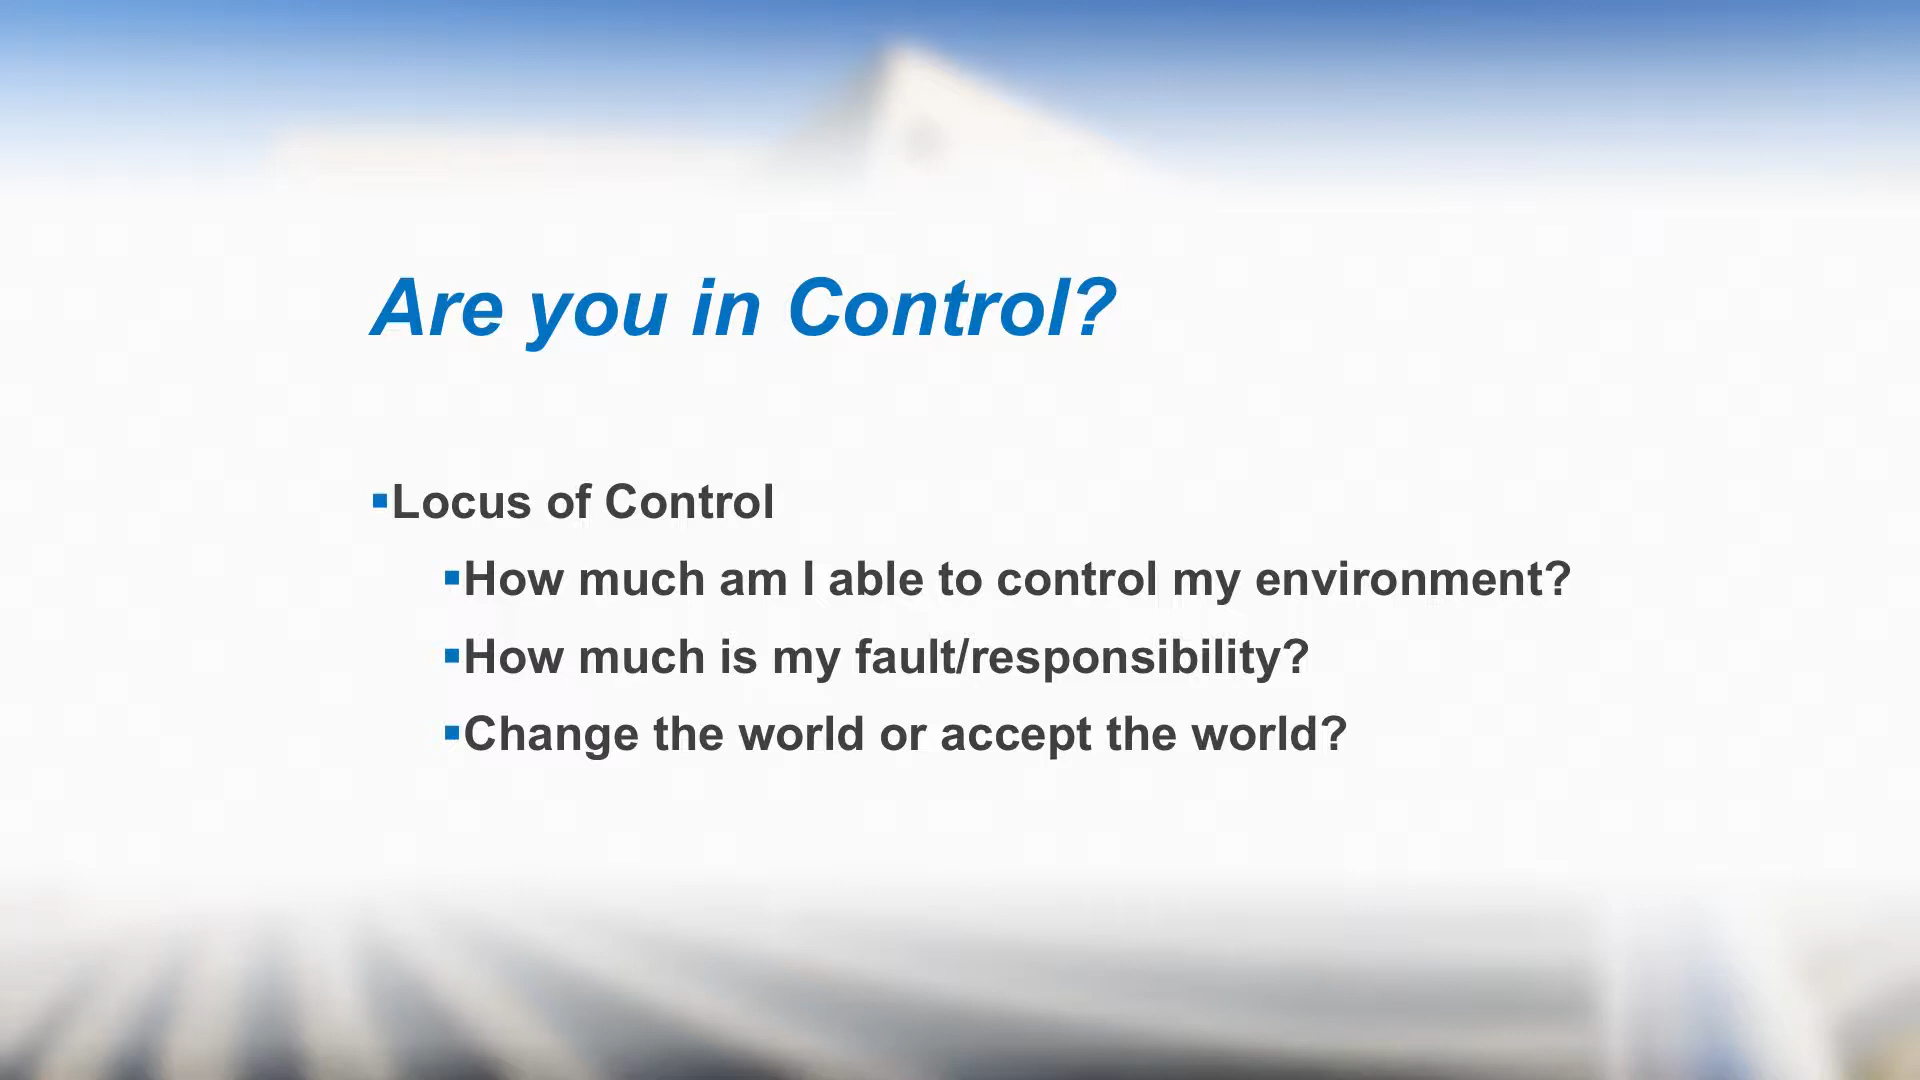 Are you in Control?
▪Locus of Control
▪How much am I able to control my environment?
▪How much is my fault/responsibility?
▪Change the world or accept the world?